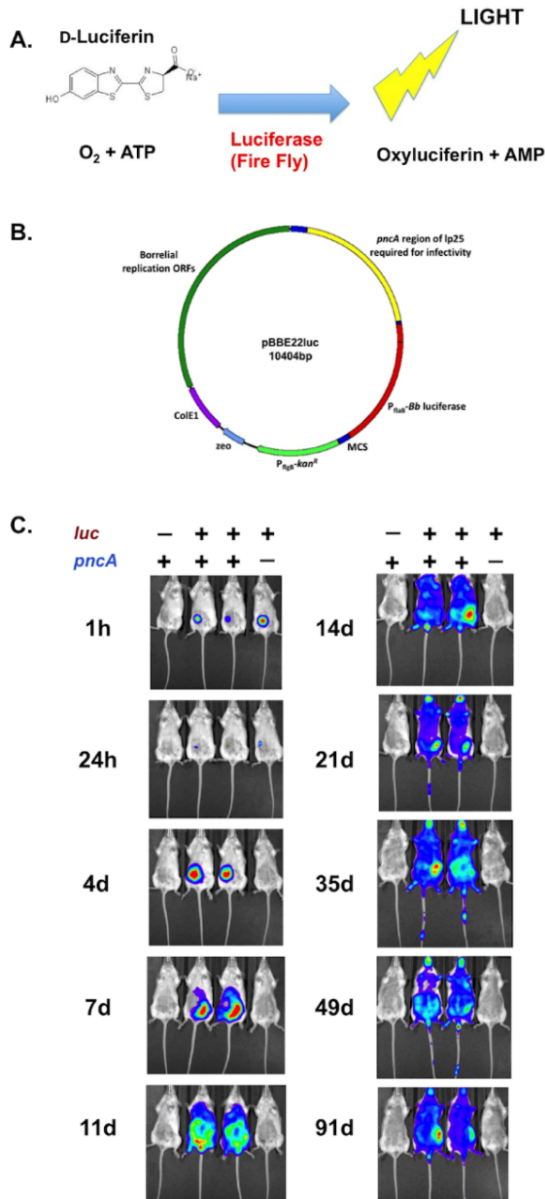 A.
D-Luciferin
LIGHT
O
O⁻
Na⁺
N
N
HO
S
S
O₂ + ATP
Luciferase
(Fire Fly)
Oxyluciferin + AMP
B.
Borrelial
replication ORFs
pncA region of lp25
required for infectivity
pBBE22luc
10404bp
PflaB-Bb luciferase
ColE1
zeo
PflgB-kanR
MCS
C.
luc − + + + − + + +
pncA + + + − + + + −
1h 14d
24h 21d
4d 35d
7d 49d
11d 91d